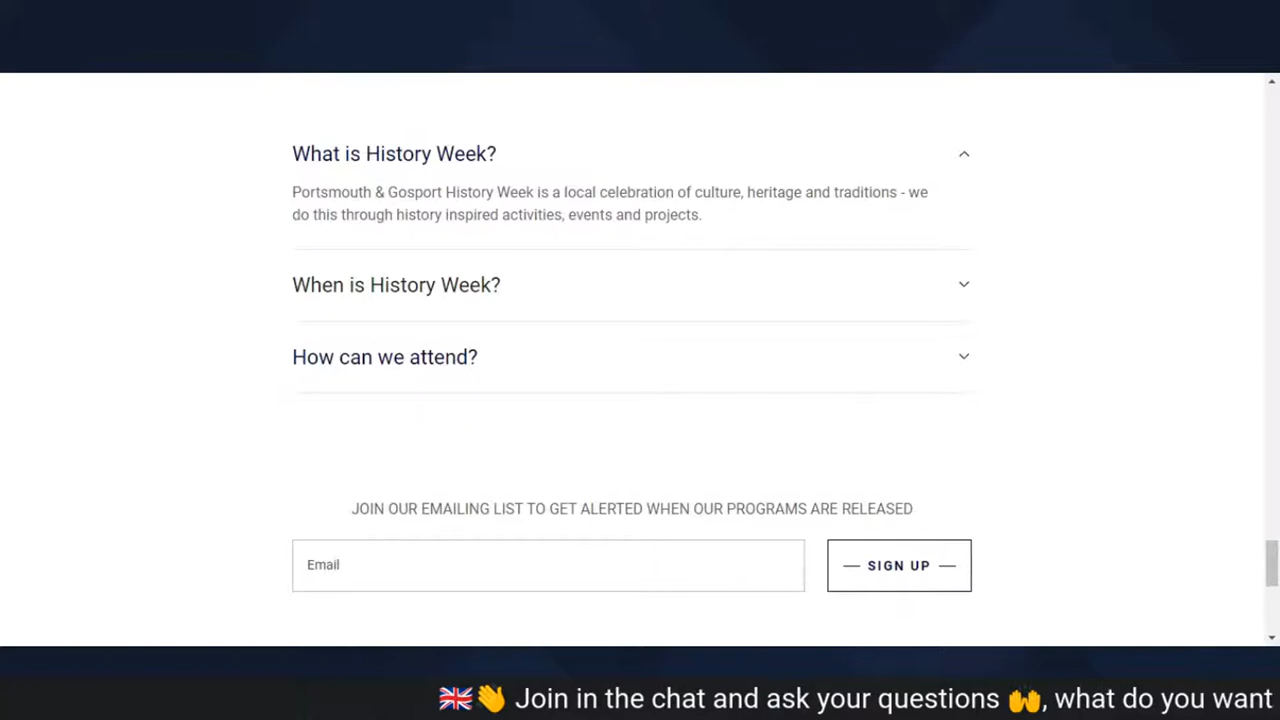 What is History Week?
Portsmouth & Gosport History Week is a local celebration of culture, heritage and traditions - we
do this through history inspired activities, events and projects.
When is History Week?
How can we attend?
JOIN OUR EMAILING LIST TO GET ALERTED WHEN OUR PROGRAMS ARE RELEASED
Email
SIGN UP
🇬🇧👋 Join in the chat and ask your questions 🙌, what do you want